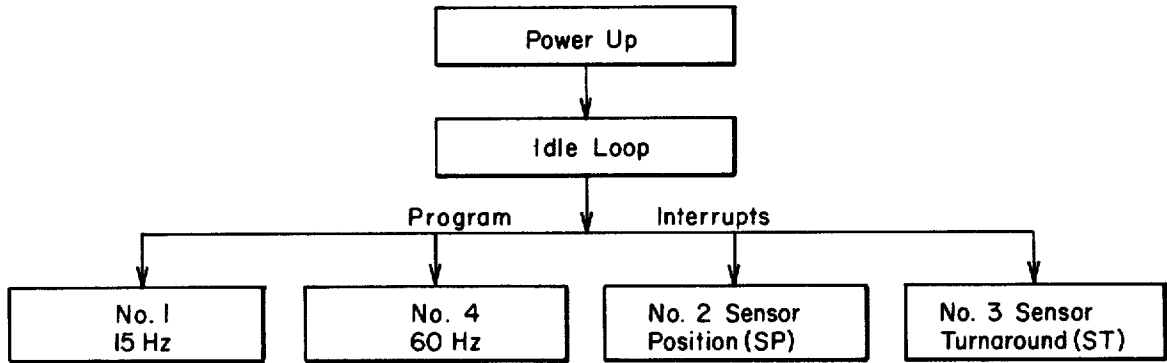 Power Up
Idle Loop
Program Interrupts
No. 1
15 Hz
No. 4
60 Hz
No. 2 Sensor
Position (SP)
No. 3 Sensor
Turnaround (ST)